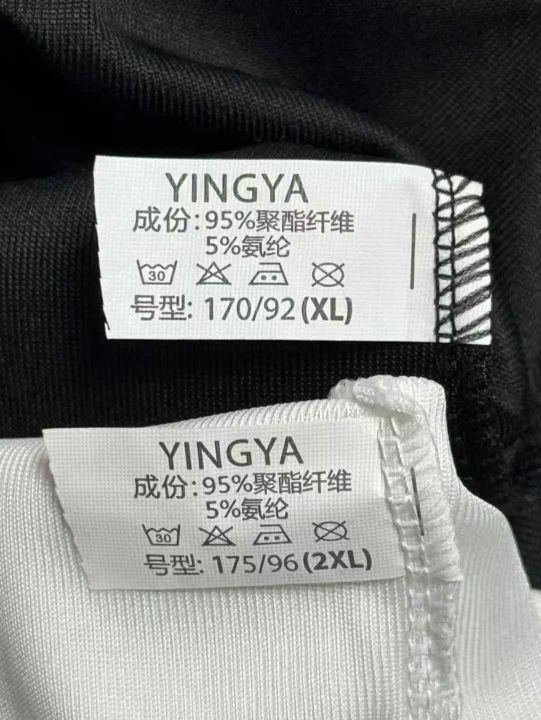 YINGYA
成份: 95%聚酯纤维
5%氨纶
30
号型: 170/92 (XL)
YINGYA
成份: 95%聚酯纤维
5%氨纶
30
号型: 175/96 (2XL)